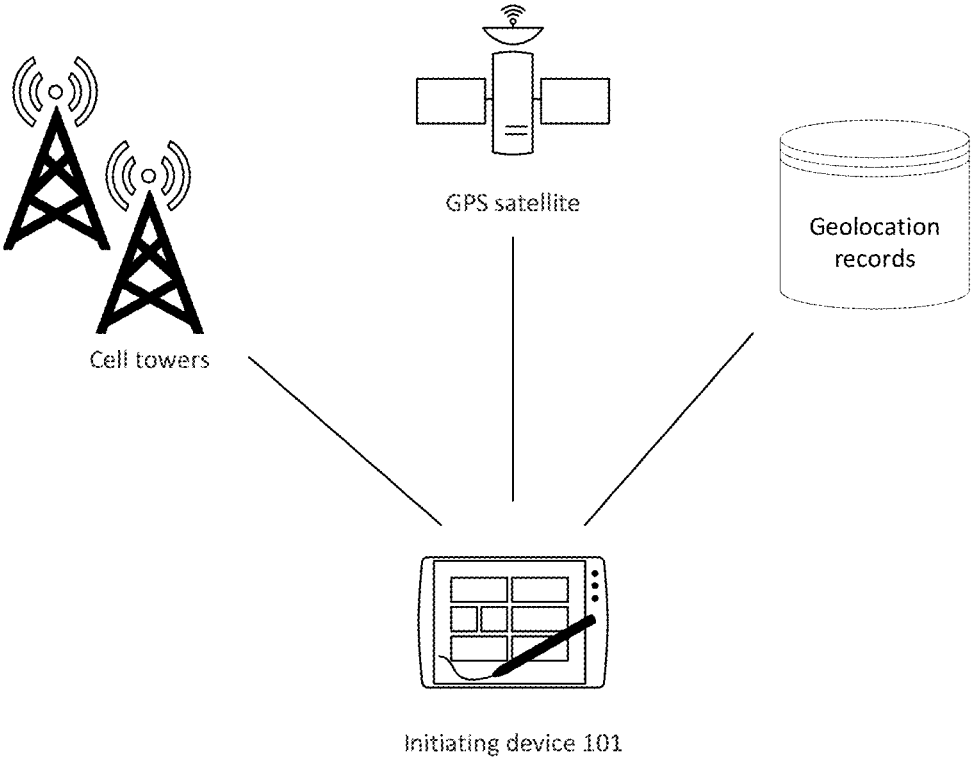 GPS satellite
Geolocation
records
Cell towers
Initiating device 101